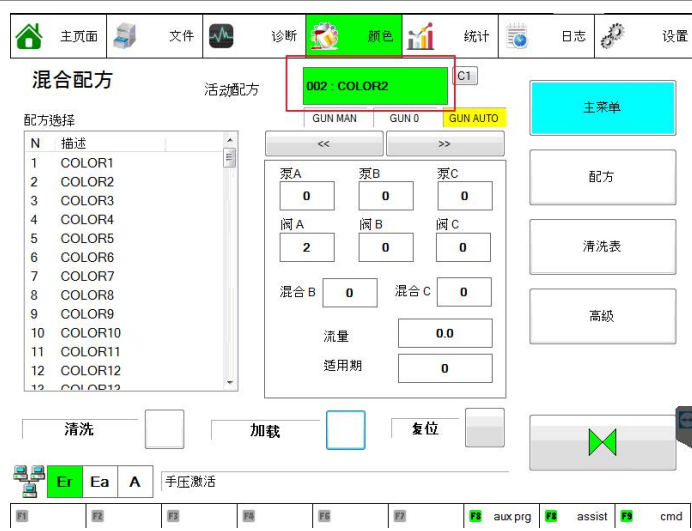 主页面 文件 诊断 颜色 统计 日志 设置
混合配方
活动配方
002 : COLOR2
C1
主菜单
配方选择
GUN MAN GUN 0 GUN AUTO
N 描述
<< >>
1 COLOR1
2 COLOR2
3 COLOR3
4 COLOR4
5 COLOR5
6 COLOR6
7 COLOR7
8 COLOR8
9 COLOR9
10 COLOR10
11 COLOR11
12 COLOR12
13 COLOR13
泵A 泵B 泵C
0 0 0
阀 A 阀 B 阀 C
2 0 0
混合 B 0 混合 C 0
流量 0.0
适用期 0
配方
清洗表
高级
清洗 加载 复位
Er Ea A 手压激活
F1 F2 F3 F4 F6 F7 F8 aux prg F8 assist F9 cmd